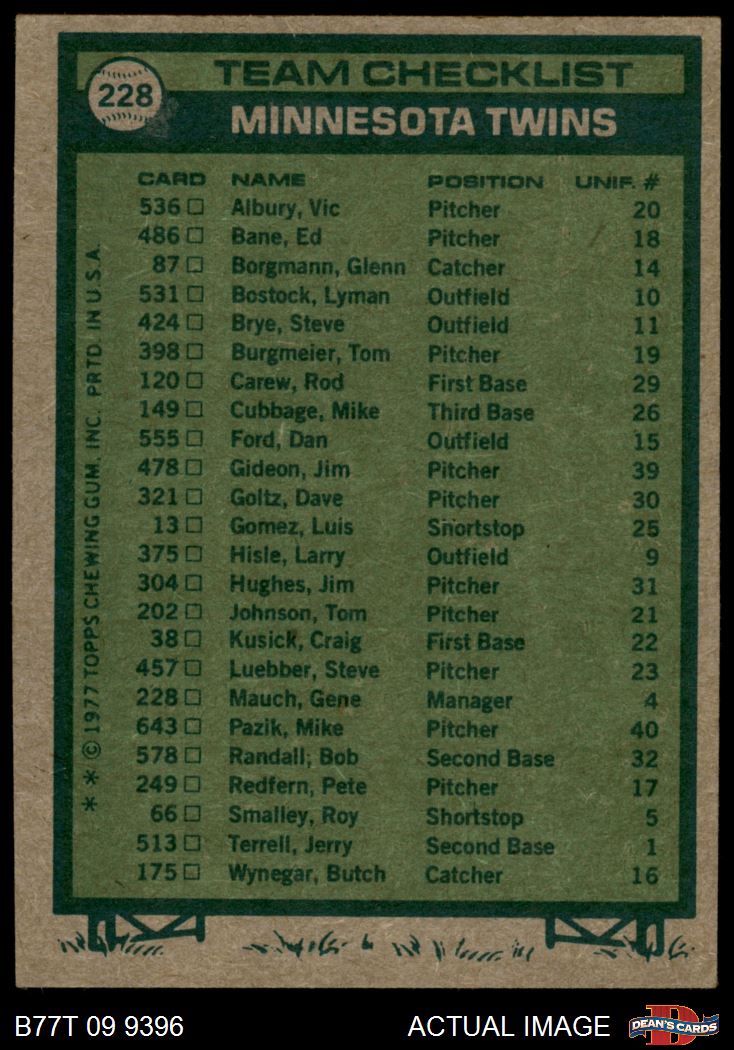 228
TEAM CHECKLIST
MINNESOTA TWINS
CARD NAME POSITION UNIF. #
536 Albury, Vic Pitcher 20
486 Bane, Ed Pitcher 18
87 Borgmann, Glenn Catcher 14
531 Bostock, Lyman Outfield 10
424 Brye, Steve Outfield 11
398 Burgmeier, Tom Pitcher 19
120 Carew, Rod First Base 29
149 Cubbage, Mike Third Base 26
555 Ford, Dan Outfield 15
478 Gideon, Jim Pitcher 39
321 Goltz, Dave Pitcher 30
13 Gomez, Luis Shortstop 25
375 Hisle, Larry Outfield 9
304 Hughes, Jim Pitcher 31
202 Johnson, Tom Pitcher 21
38 Kusick, Craig First Base 22
457 Luebber, Steve Pitcher 23
228 Mauch, Gene Manager 4
643 Pazik, Mike Pitcher 40
578 Randall, Bob Second Base 32
249 Redfern, Pete Pitcher 17
66 Smalley, Roy Shortstop 5
513 Terrell, Jerry Second Base 1
175 Wynegar, Butch Catcher 16
* * © 1977 TOPPS CHEWING GUM, INC. PRTD. IN U.S.A.
B77T 09 9396 ACTUAL IMAGE
DEAN'S CARDS